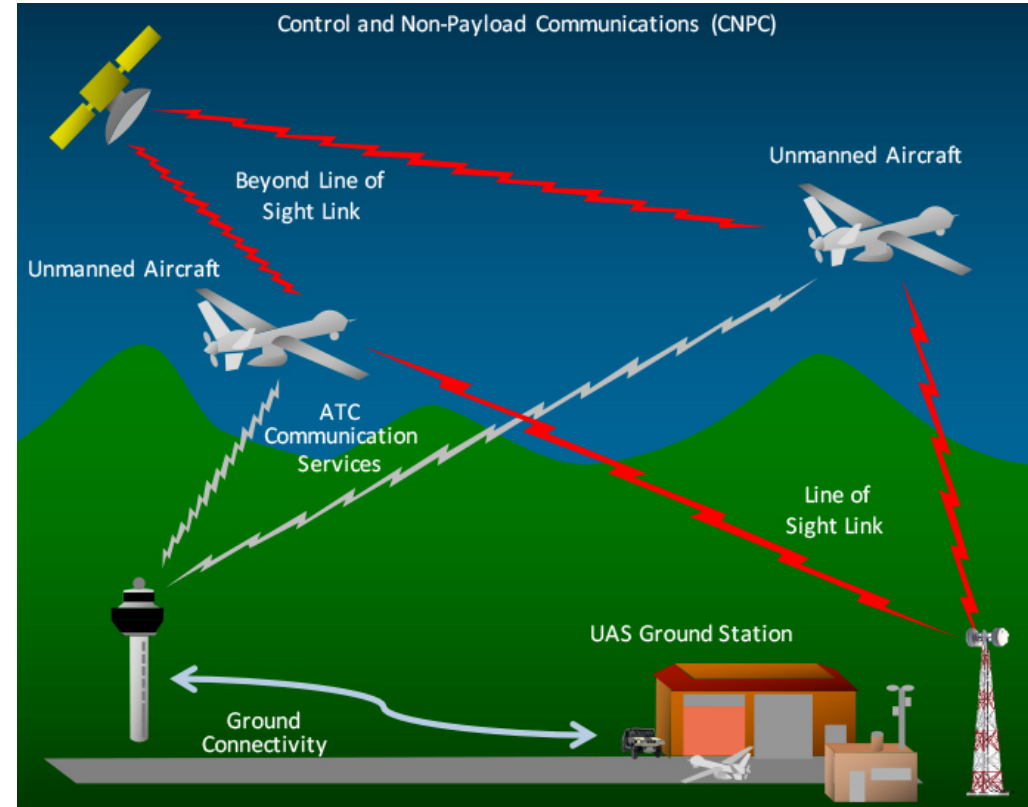 Control and Non-Payload Communications (CNPC)
Unmanned Aircraft
Beyond Line of
Sight Link
Unmanned Aircraft
ATC
Communication
Services
Line of
Sight Link
UAS Ground Station
Ground
Connectivity